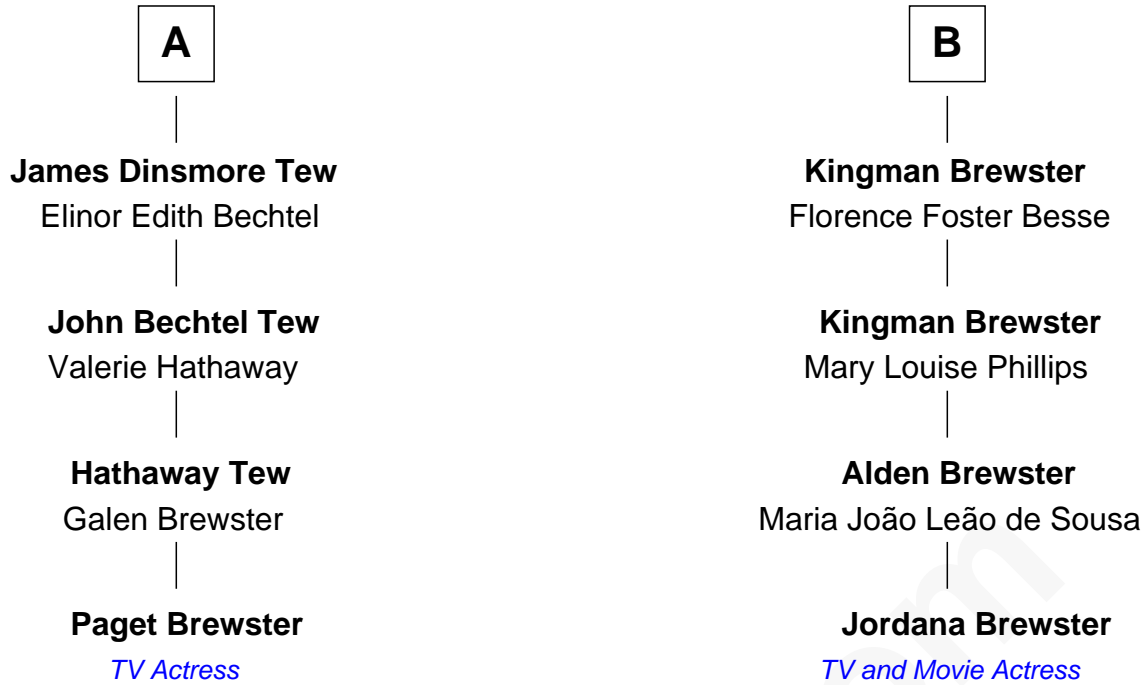 A
James Dinsmore Tew
Elinor Edith Bechtel
John Bechtel Tew
Valerie Hathaway
Hathaway Tew
Galen Brewster
Paget Brewster
TV Actress
B
Kingman Brewster
Florence Foster Besse
Kingman Brewster
Mary Louise Phillips
Alden Brewster
Maria João Leão de Sousa
Jordana Brewster
TV and Movie Actress